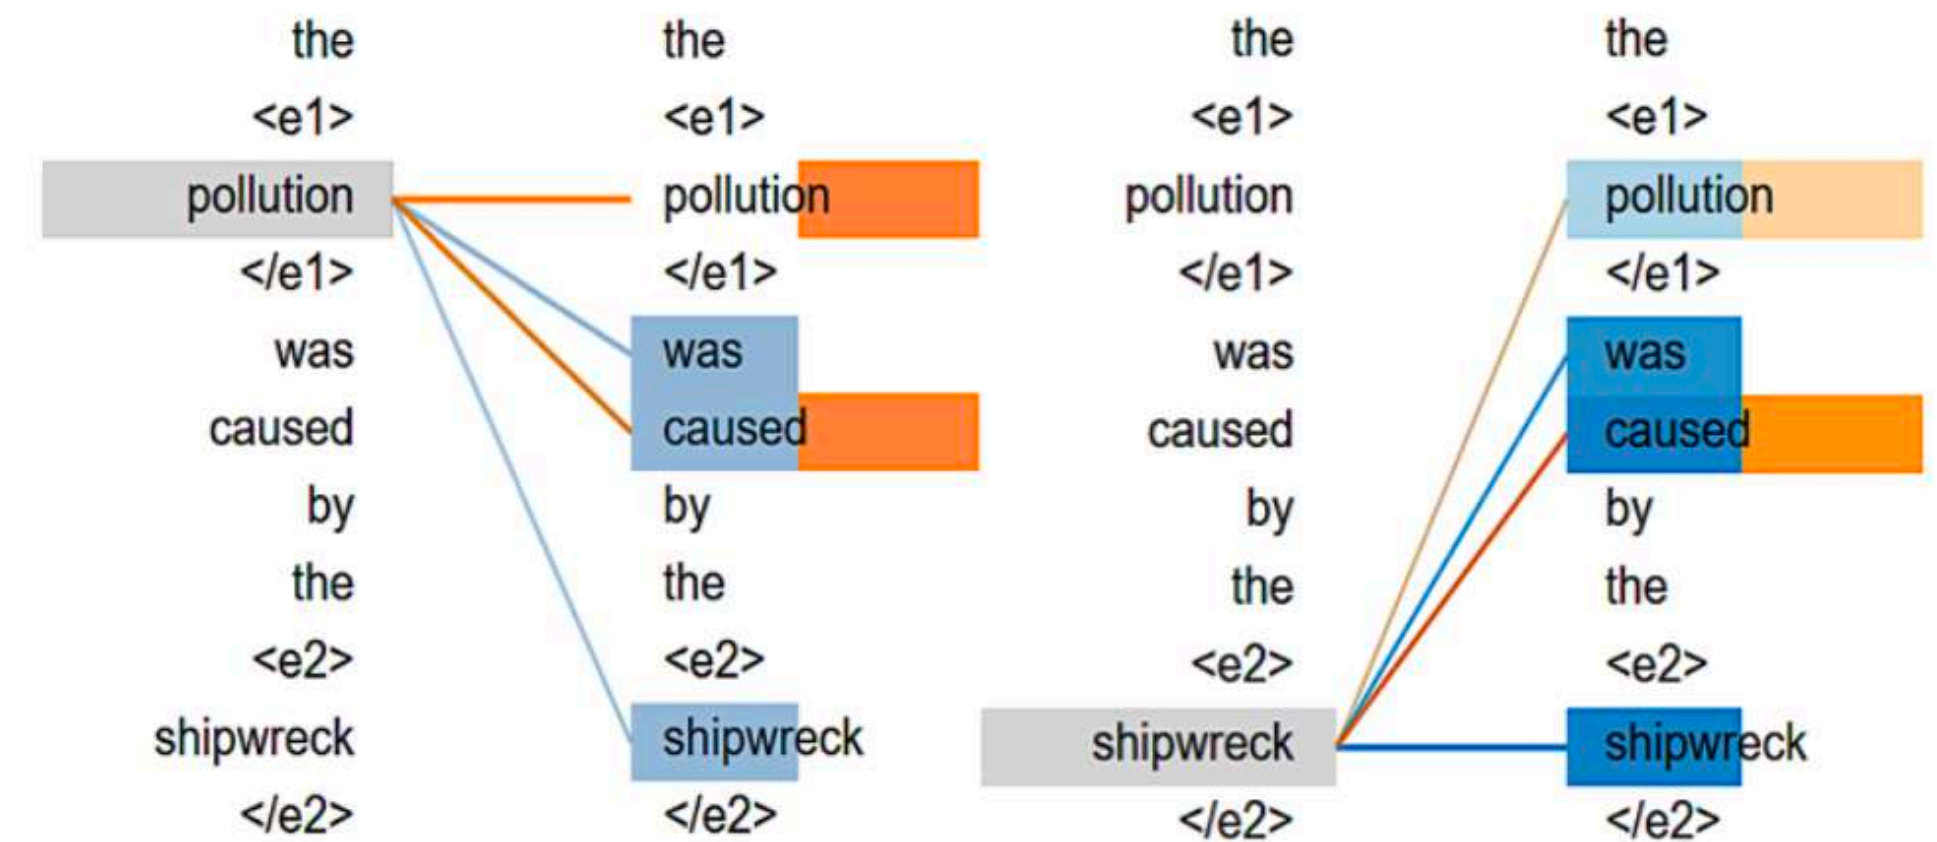 the the the the
<e1> <e1> <e1> <e1>
pollution pollution pollution pollution
</e1> </e1> </e1> </e1>
was was was was
caused caused caused caused
by by by by
the the the the
<e2> <e2> <e2> <e2>
shipwreck shipwreck shipwreck shipwreck
</e2> </e2> </e2> </e2>